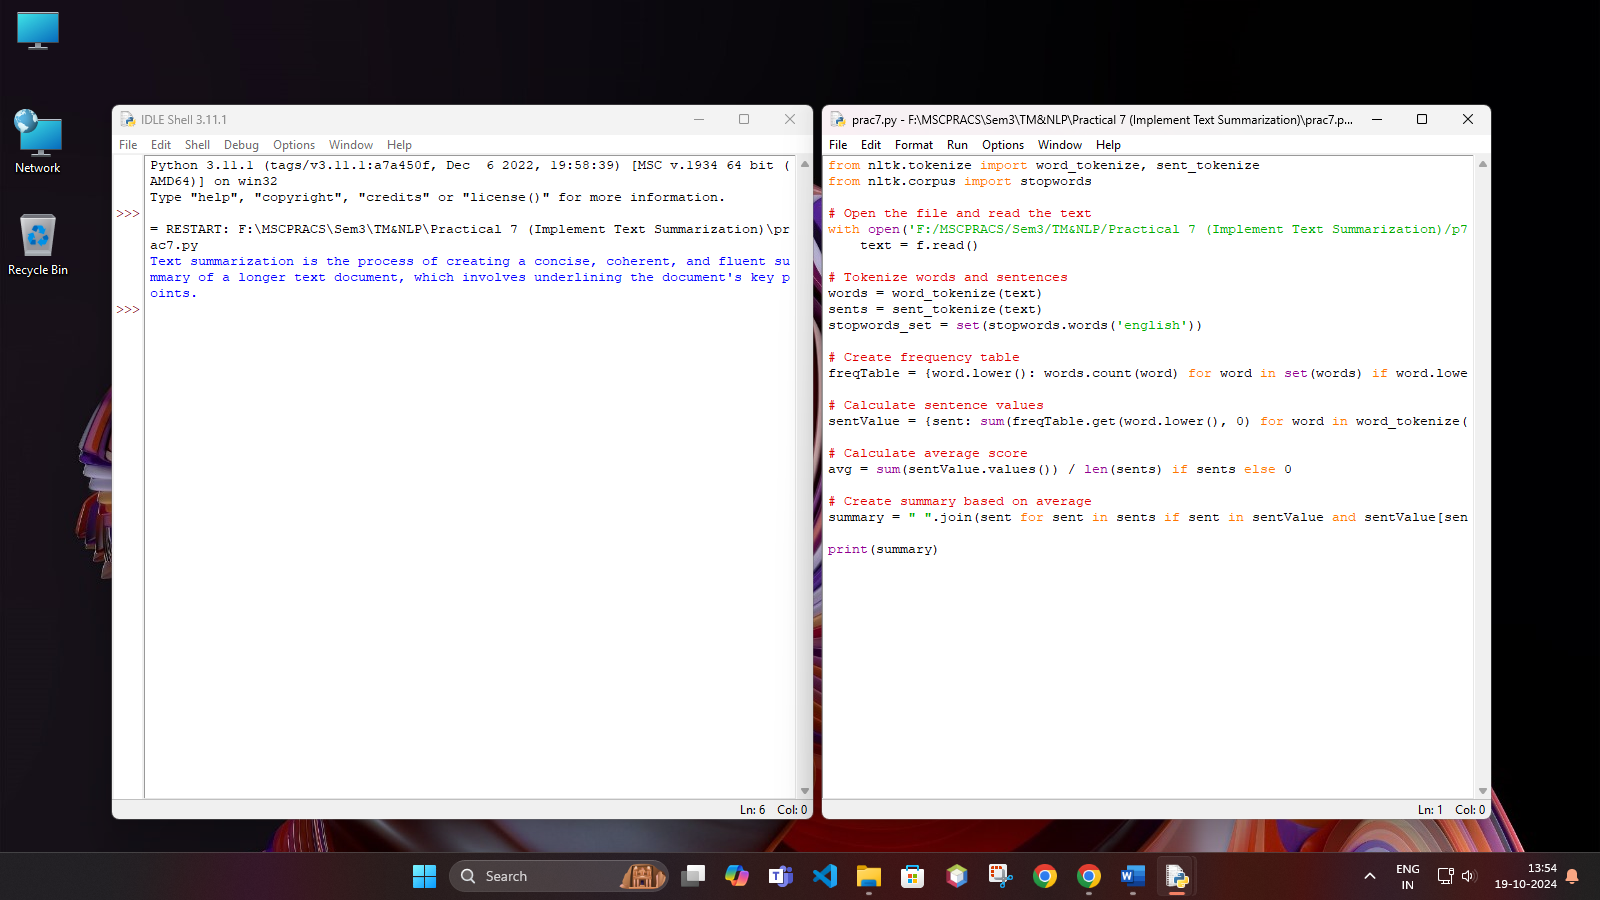 Network
Recycle Bin
IDLE Shell 3.11.1
File Edit Shell Debug Options Window Help
Python 3.11.1 (tags/v3.11.1:a7a450f, Dec  6 2022, 19:58:39) [MSC v.1934 64 bit (
AMD64)] on win32
Type "help", "copyright", "credits" or "license()" for more information.
>>>
= RESTART: F:\MSCPRACS\Sem3\TM&NLP\Practical 7 (Implement Text Summarization)\pr
ac7.py
Text summarization is the process of creating a concise, coherent, and fluent su
mmary of a longer text document, which involves underlining the document's key p
oints.
>>>
Ln: 6 Col: 0
prac7.py - F:\MSCPRACS\Sem3\TM&NLP\Practical 7 (Implement Text Summarization)\prac7.p...
File Edit Format Run Options Window Help
from nltk.tokenize import word_tokenize, sent_tokenize
from nltk.corpus import stopwords
# Open the file and read the text
with open('F:/MSCPRACS/Sem3/TM&NLP/Practical 7 (Implement Text Summarization)/p7
    text = f.read()
# Tokenize words and sentences
words = word_tokenize(text)
sents = sent_tokenize(text)
stopwords_set = set(stopwords.words('english'))
# Create frequency table
freqTable = {word.lower(): words.count(word) for word in set(words) if word.lowe
# Calculate sentence values
sentValue = {sent: sum(freqTable.get(word.lower(), 0) for word in word_tokenize(
# Calculate average score
avg = sum(sentValue.values()) / len(sents) if sents else 0
# Create summary based on average
summary = " ".join(sent for sent in sents if sent in sentValue and sentValue[sen
print(summary)
Ln: 1 Col: 0
Search
ENG
IN
13:54
19-10-2024